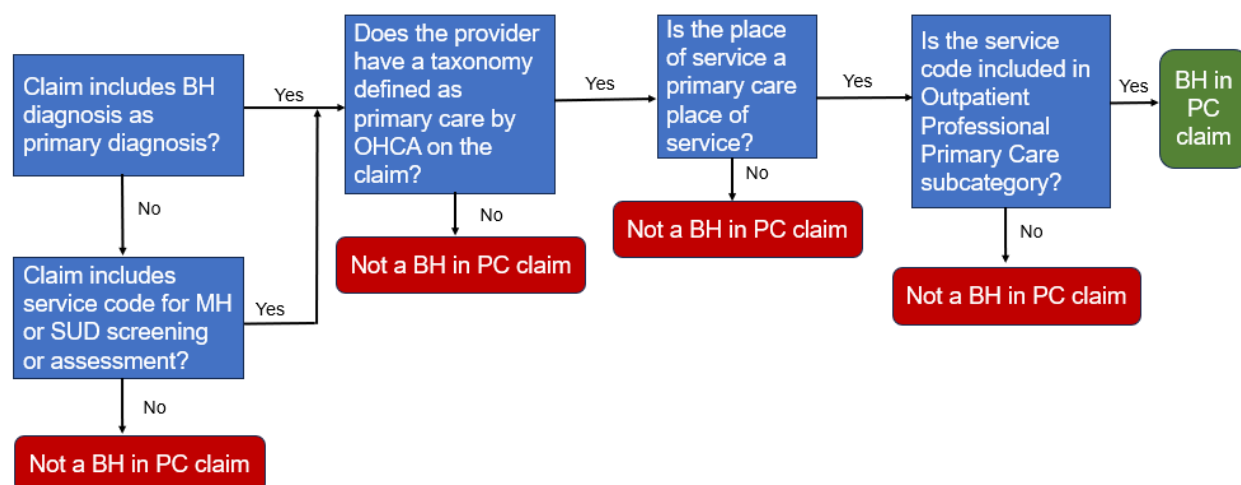 Claim includes BH
diagnosis as
primary diagnosis?
Yes
No
Claim includes
service code for MH
or SUD screening
or assessment?
Yes
No
Not a BH in PC claim
Does the provider
have a taxonomy
defined as
primary care by
OHCA on the
claim?
Yes
No
Not a BH in PC claim
Is the place
of service a
primary care
place of
service?
Yes
No
Not a BH in PC claim
Is the service
code included in
Outpatient
Professional
Primary Care
subcategory?
Yes
No
Not a BH in PC claim
BH in
PC
claim